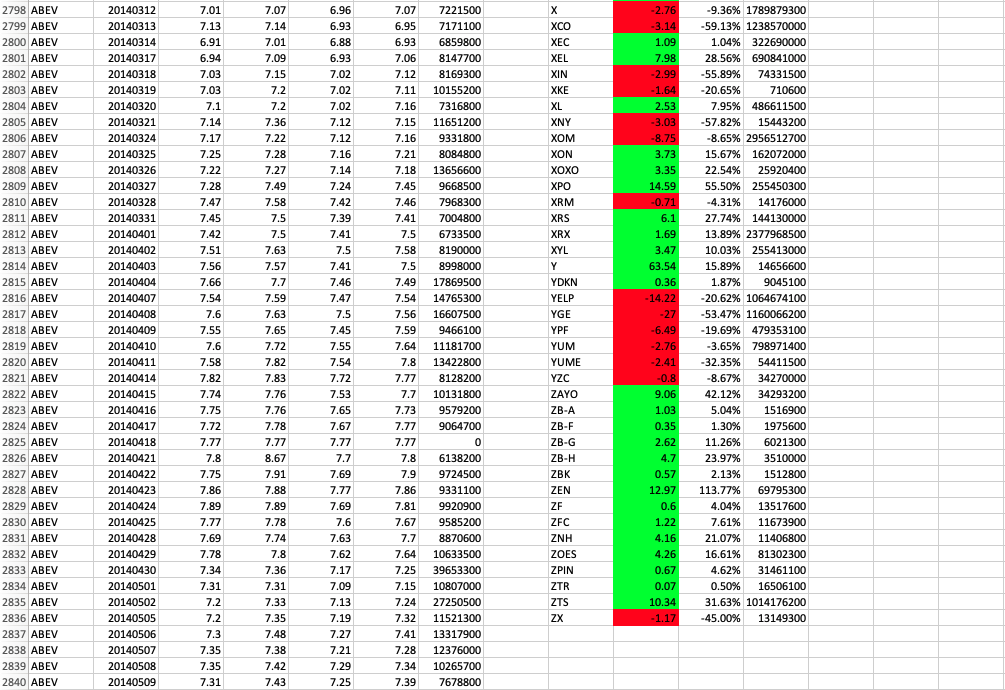 2798 ABEV 20140312 7.01 7.07 6.96 7.07 7221500 X -2.76 -9.36% 1789879300
2799 ABEV 20140313 7.13 7.14 6.93 6.95 7171100 XCO -3.14 -59.13% 1238570000
2800 ABEV 20140314 6.91 7.01 6.88 6.93 6859800 XEC 1.09 1.04% 322690000
2801 ABEV 20140317 6.94 7.09 6.93 7.06 8147700 XEL 7.98 28.56% 690841000
2802 ABEV 20140318 7.03 7.15 7.02 7.12 8169300 XIN -2.99 -55.89% 74331500
2803 ABEV 20140319 7.03 7.2 7.02 7.11 10155200 XKE -1.64 -20.65% 710600
2804 ABEV 20140320 7.1 7.2 7.02 7.16 7316800 XL 2.53 7.95% 486611500
2805 ABEV 20140321 7.14 7.36 7.12 7.15 11651200 XNY -3.03 -57.82% 15443200
2806 ABEV 20140324 7.17 7.22 7.12 7.16 9331800 XOM -8.75 -8.65% 2956512700
2807 ABEV 20140325 7.25 7.28 7.16 7.21 8084800 XON 3.73 15.67% 162072000
2808 ABEV 20140326 7.22 7.27 7.14 7.18 13656600 XOXO 3.35 22.54% 25920400
2809 ABEV 20140327 7.28 7.49 7.24 7.45 9668500 XPO 14.59 55.50% 255450300
2810 ABEV 20140328 7.47 7.58 7.42 7.46 7968300 XRM -0.71 -4.31% 14176000
2811 ABEV 20140331 7.45 7.5 7.39 7.41 7004800 XRS 6.1 27.74% 144130000
2812 ABEV 20140401 7.42 7.5 7.41 7.5 6733500 XRX 1.69 13.89% 2377968500
2813 ABEV 20140402 7.51 7.63 7.5 7.58 8190000 XYL 3.47 10.03% 255413000
2814 ABEV 20140403 7.56 7.57 7.41 7.5 8998000 Y 63.54 15.89% 14656600
2815 ABEV 20140404 7.66 7.7 7.46 7.49 17869500 YDKN 0.36 1.87% 9045100
2816 ABEV 20140407 7.54 7.59 7.47 7.54 14765300 YELP -14.22 -20.62% 1064674100
2817 ABEV 20140408 7.6 7.63 7.5 7.56 16607500 YGE -27 -53.47% 1160066200
2818 ABEV 20140409 7.55 7.65 7.45 7.59 9466100 YPF -6.49 -19.69% 479353100
2819 ABEV 20140410 7.6 7.72 7.55 7.64 11181700 YUM -2.76 -3.65% 798971400
2820 ABEV 20140411 7.58 7.82 7.54 7.8 13422800 YUME -2.41 -32.35% 54411500
2821 ABEV 20140414 7.82 7.83 7.72 7.77 8128200 YZC -0.8 -8.67% 34270000
2822 ABEV 20140415 7.74 7.76 7.53 7.7 10131800 ZAYO 9.06 42.12% 34293200
2823 ABEV 20140416 7.75 7.76 7.65 7.73 9579200 ZB-A 1.03 5.04% 1516900
2824 ABEV 20140417 7.72 7.78 7.67 7.77 9064700 ZB-F 0.35 1.30% 1975600
2825 ABEV 20140418 7.77 7.77 7.77 7.77 0 ZB-G 2.62 11.26% 6021300
2826 ABEV 20140421 7.8 8.67 7.7 7.8 6138200 ZB-H 4.7 23.97% 3510000
2827 ABEV 20140422 7.75 7.91 7.69 7.9 9724500 ZBK 0.57 2.13% 1512800
2828 ABEV 20140423 7.86 7.88 7.77 7.86 9331100 ZEN 12.97 113.77% 69795300
2829 ABEV 20140424 7.89 7.89 7.69 7.81 9920900 ZF 0.6 4.04% 13517600
2830 ABEV 20140425 7.77 7.78 7.6 7.67 9585200 ZFC 1.22 7.61% 11673900
2831 ABEV 20140428 7.69 7.74 7.63 7.7 8870600 ZNH 4.16 21.07% 11406800
2832 ABEV 20140429 7.78 7.8 7.62 7.64 10633500 ZOES 4.26 16.61% 81302300
2833 ABEV 20140430 7.34 7.36 7.17 7.25 39653300 ZPIN 0.67 4.62% 31461100
2834 ABEV 20140501 7.31 7.31 7.09 7.15 10807000 ZTR 0.07 0.50% 16506100
2835 ABEV 20140502 7.2 7.33 7.13 7.24 27250500 ZTS 10.34 31.63% 1014176200
2836 ABEV 20140505 7.2 7.35 7.19 7.32 11521300 ZX -1.17 -45.00% 13149300
2837 ABEV 20140506 7.3 7.48 7.27 7.41 13317900
2838 ABEV 20140507 7.35 7.38 7.21 7.28 12376000
2839 ABEV 20140508 7.35 7.42 7.29 7.34 10265700
2840 ABEV 20140509 7.31 7.43 7.25 7.39 7678800